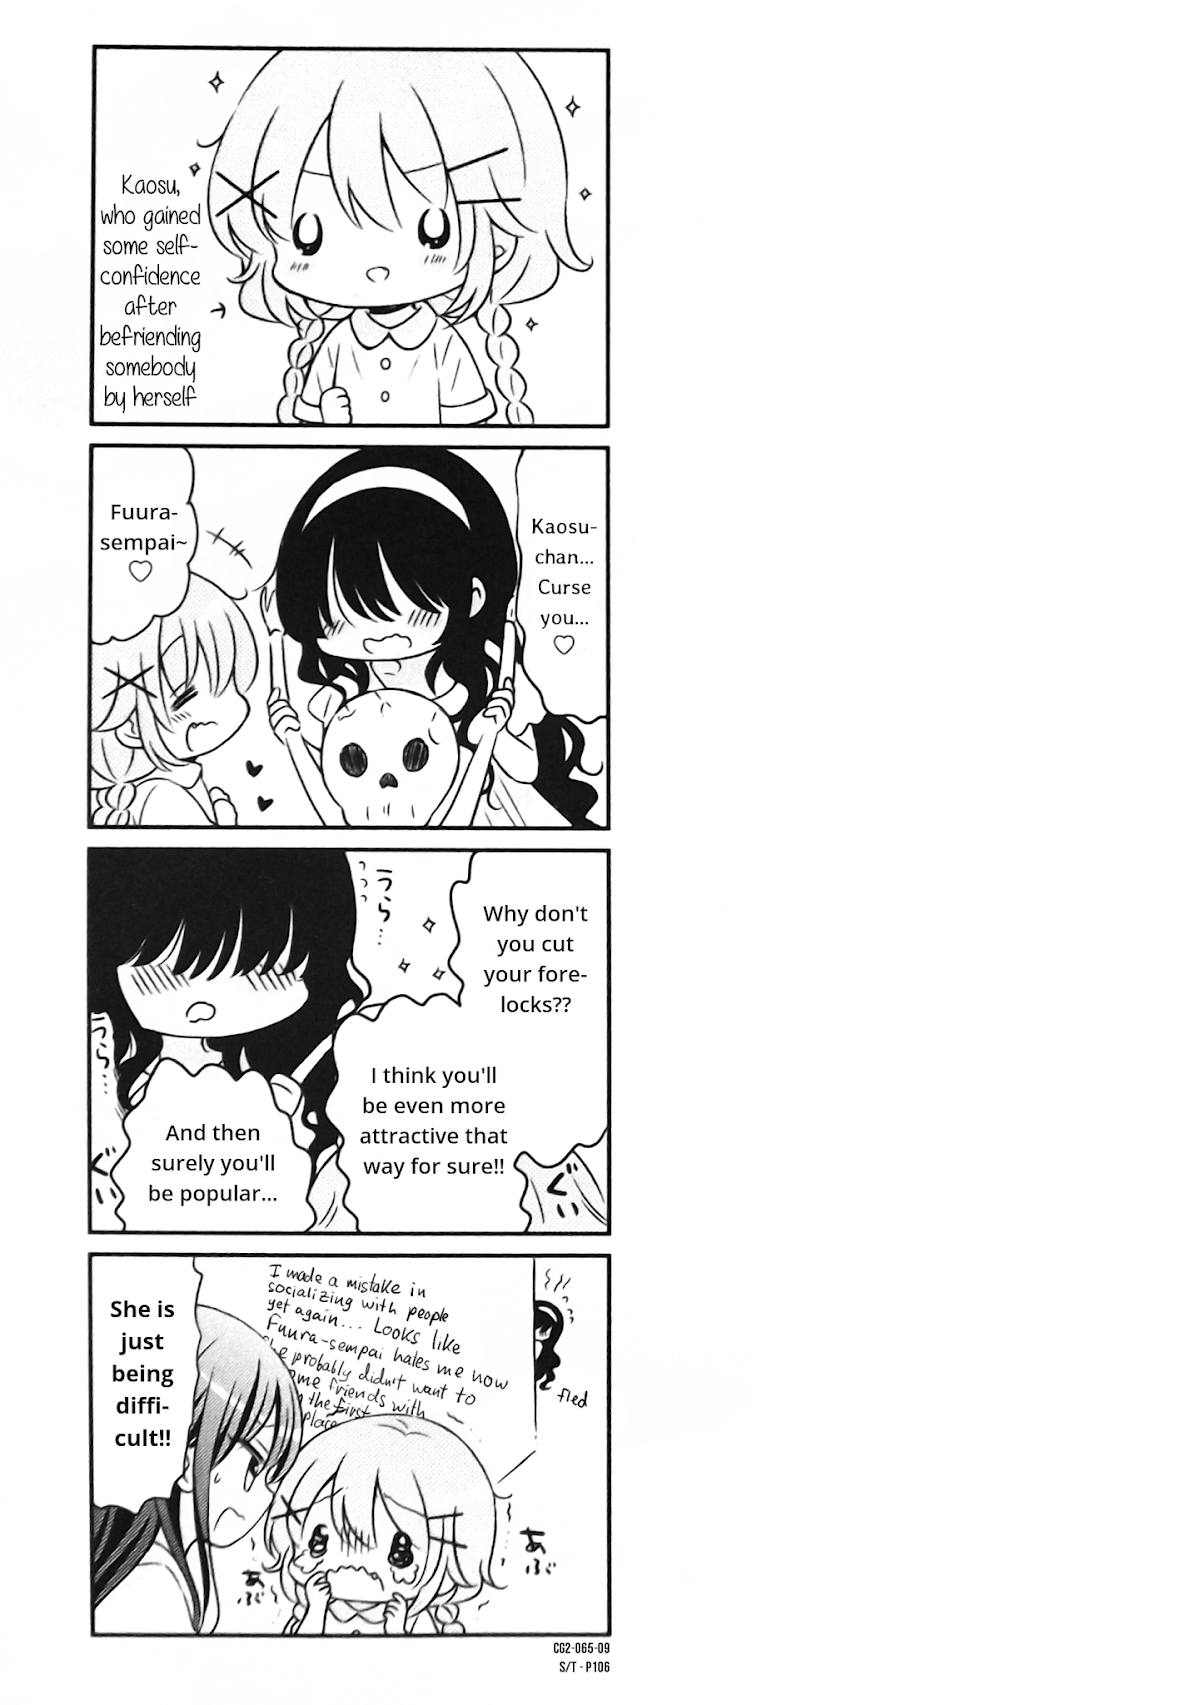 Kaosu,
who gained
some self-
confidence
after
befriending
somebody
by herself
Kaosu-
chan...
Curse
you...
♡
Fuura-
sempai~
♡
Why don't
you cut
your fore-
locks??
I think you'll
be even more
attractive that
way for sure!!
And then
surely you'll
be popular...
うら…
うら…
ぐい
ぐい
She is
just
being
diffi-
cult!!
I made a mistake in
socializing with people
yet again... Looks like
Fuura-sempai hates me now
probably didn't want to
friends with
the first
place
fled
あぶ
あぶ
CG2-065-09
S/T - P106